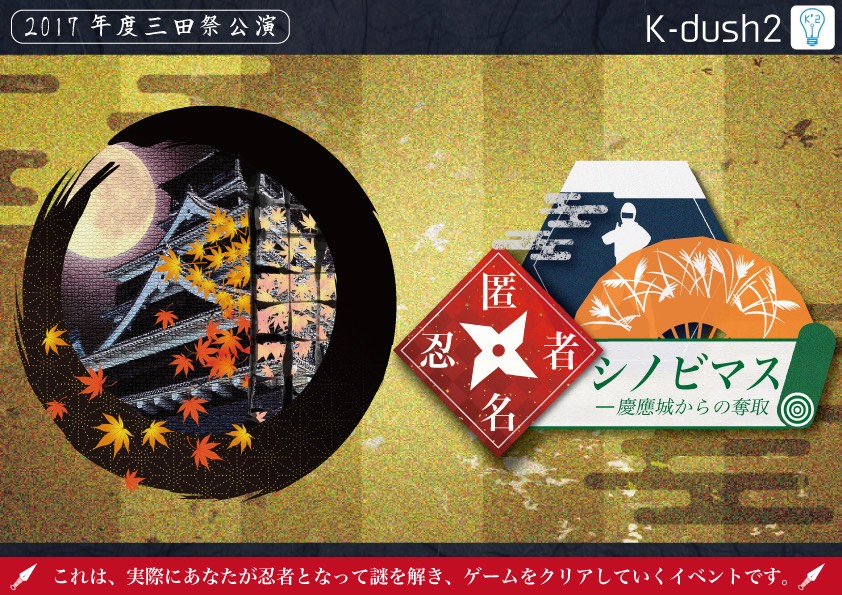 2017年度三田祭公演
K-dush2
K°2
匿
忍 者
名
シノビマス
—慶應城からの奪取
これは、実際にあなたが忍者となって謎を解き、ゲームをクリアしていくイベントです。